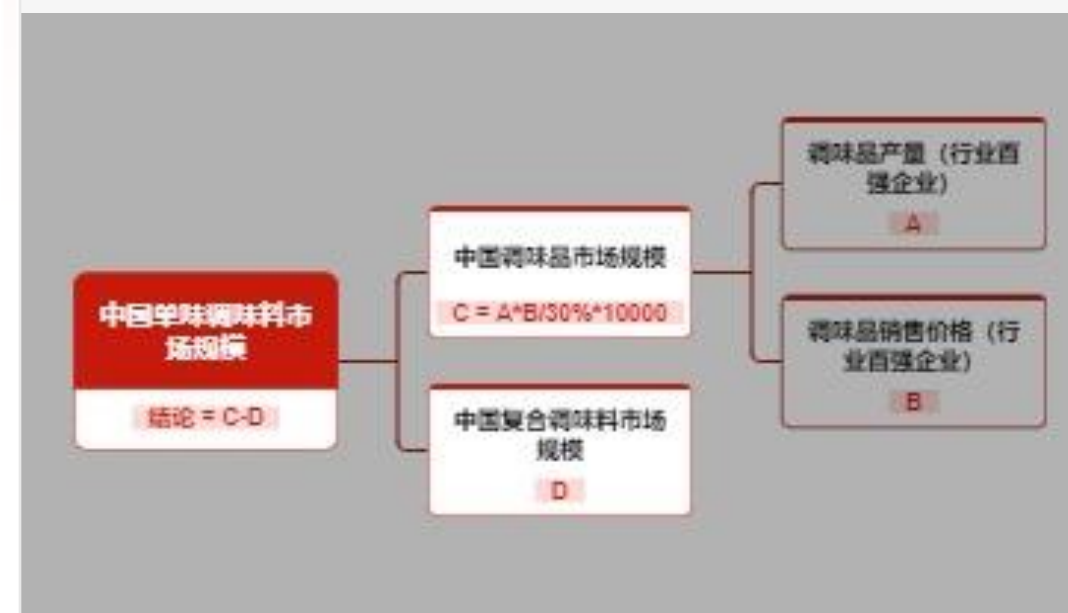 中国单味调味料市
场规模
结论 = C-D
中国调味品市场规模
C = A*B/30%*10000
中国复合调味料市场
规模
D
调味品产量（行业百
强企业）
A
调味品销售价格（行
业百强企业）
B